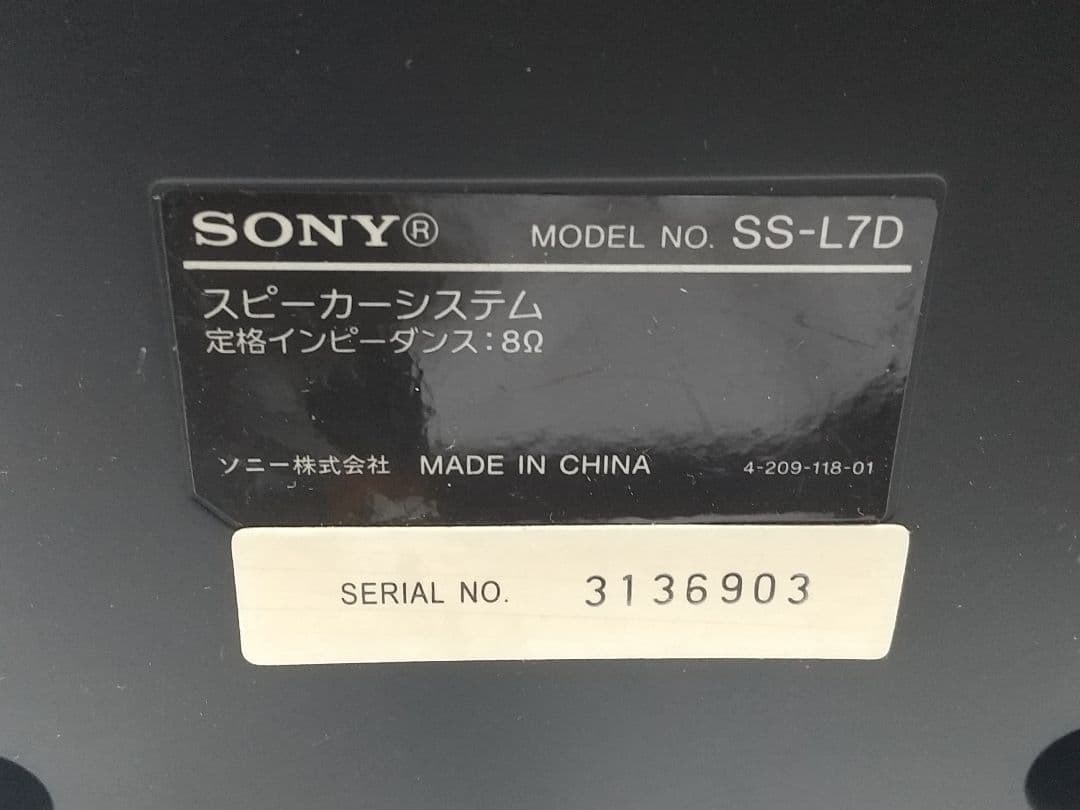 SONY® MODEL NO. SS-L7D
スピーカーシステム
定格インピーダンス：8Ω
ソニー株式会社 MADE IN CHINA 4-209-118-01
SERIAL NO. 3136903